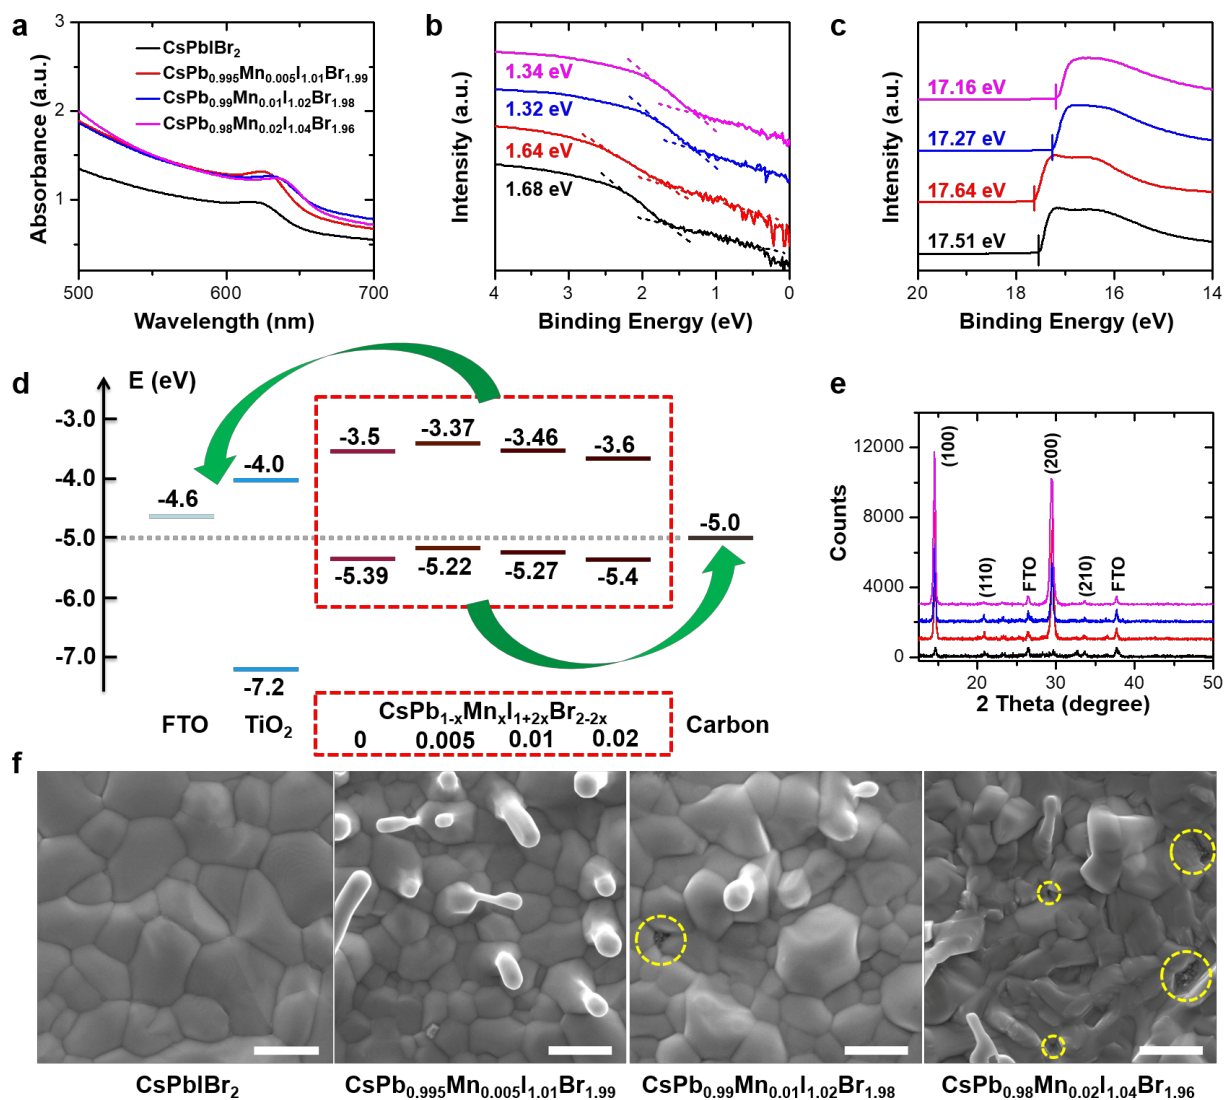 a
3
2
1
500
600
700
Absorbance (a.u.)
Wavelength (nm)
CsPbIBr₂
CsPb₀.₉₉₅Mn₀.₀₀₅I₁.₀₁Br₁.₉₉
CsPb₀.₉₉Mn₀.₀₁I₁.₀₂Br₁.₉₈
CsPb₀.₉₈Mn₀.₀₂I₁.₀₄Br₁.₉₆
b
Intensity (a.u.)
1.34 eV
1.32 eV
1.64 eV
1.68 eV
4
3
2
1
0
Binding Energy (eV)
c
Intensity (a.u.)
17.16 eV
17.27 eV
17.64 eV
17.51 eV
20
18
16
14
Binding Energy (eV)
d
E (eV)
-3.0
-4.0
-5.0
-6.0
-7.0
-4.6
-4.0
-7.2
-3.5
-3.37
-3.46
-3.6
-5.39
-5.22
-5.27
-5.4
-5.0
FTO
TiO₂
CsPb₁₋ₓMnₓI₁₊₂ₓBr₂₋₂ₓ
0
0.005
0.01
0.02
Carbon
e
Counts
12000
8000
4000
0
(100)
(110)
FTO
(200)
(210)
FTO
20
30
40
50
2 Theta (degree)
f
CsPbIBr₂
CsPb₀.₉₉₅Mn₀.₀₀₅I₁.₀₁Br₁.₉₉
CsPb₀.₉₉Mn₀.₀₁I₁.₀₂Br₁.₉₈
CsPb₀.₉₈Mn₀.₀₂I₁.₀₄Br₁.₉₆